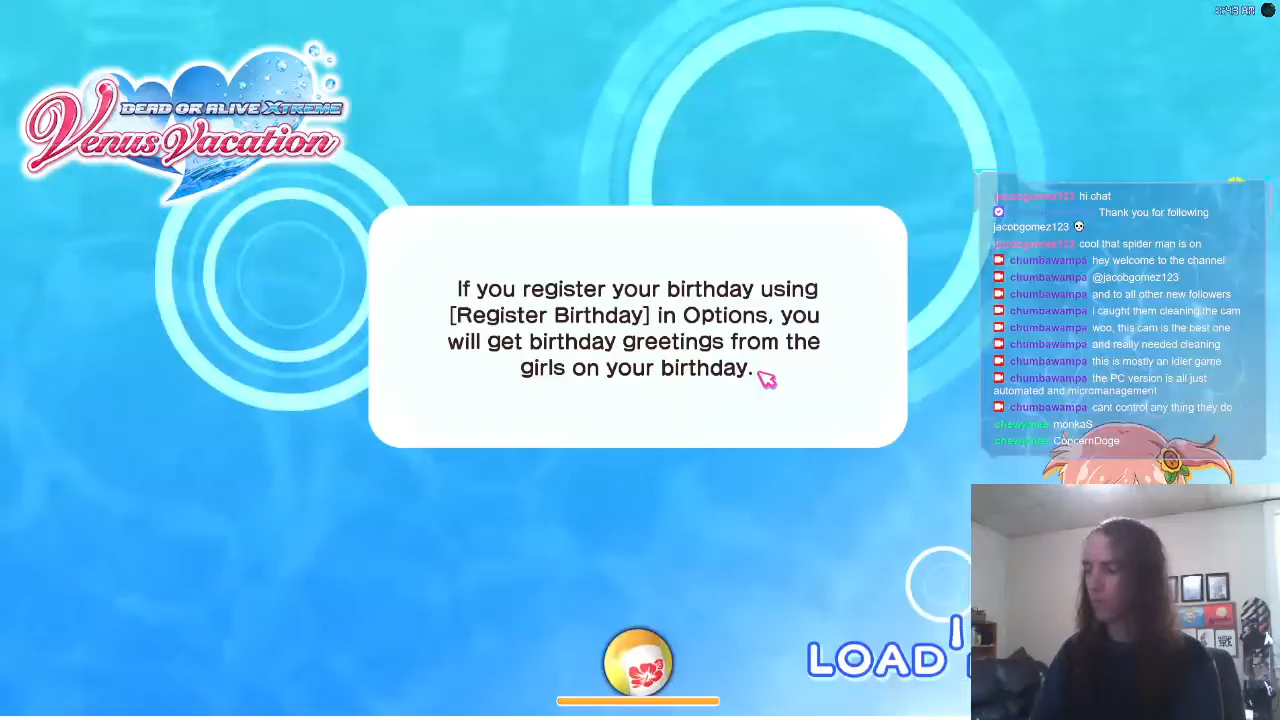 4:43 AM
DEAD OR ALIVE XTREME
Venus Vacation
If you register your birthday using
[Register Birthday] in Options, you
will get birthday greetings from the
girls on your birthday.
jacobgomez123 hi chat
Thank you for following
jacobgomez123
jacobgomez123 cool that spider man is on
chumbawampa hey welcome to the channel
chumbawampa @jacobgomez123
chumbawampa and to all other new followers
chumbawampa i caught them cleaning the cam
chumbawampa woo, this cam is the best one
chumbawampa and really needed cleaning
chumbawampa this is mostly an idler game
chumbawampa the PC version is all just
automated and micromanagement
chumbawampa cant control any thing they do
monkaS
ConcernDoge
LOAD